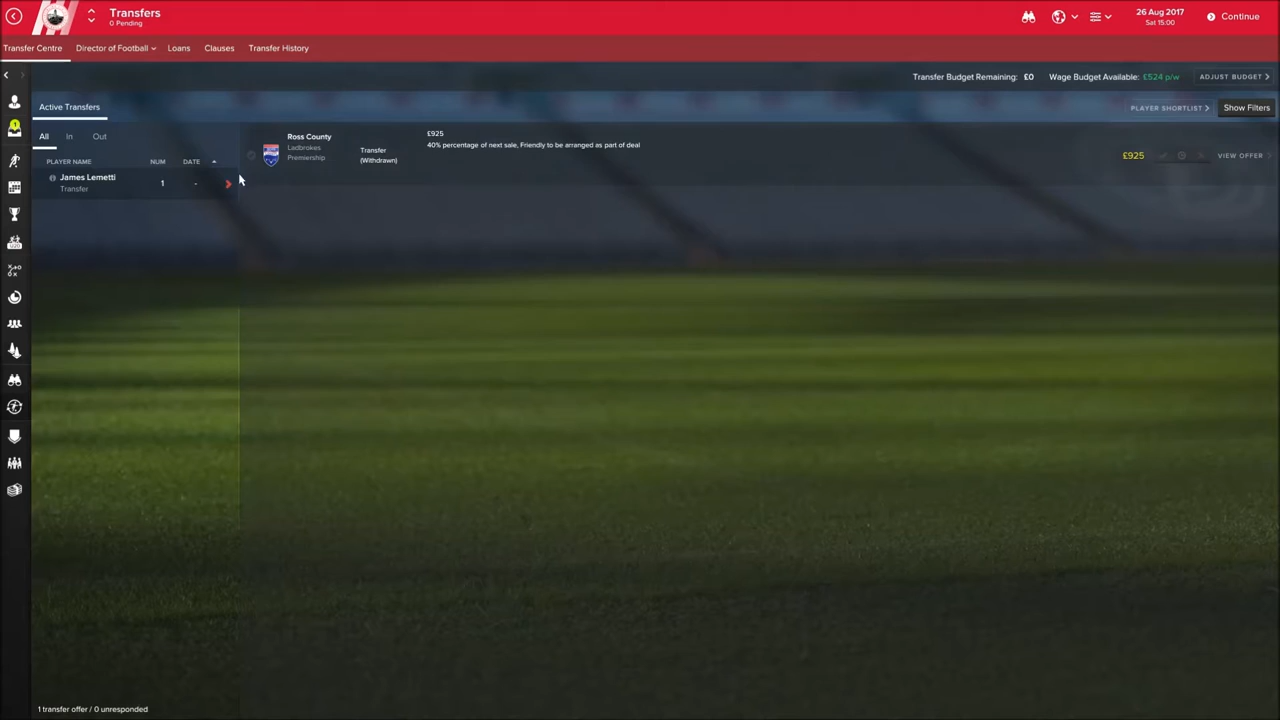 Transfers
0 Pending
26 Aug 2017
Sat 15:00
Continue
Transfer Centre
Director of Football
Loans
Clauses
Transfer History
Transfer Budget Remaining: £0
Wage Budget Available: £524 p/w
ADJUST BUDGET
Active Transfers
PLAYER SHORTLIST
Show Filters
All
In
Out
PLAYER NAME
NUM
DATE
James Lemetti
Transfer
1
-
Ross County
Ladbrokes
Premiership
Transfer
(Withdrawn)
£925
40% percentage of next sale, Friendly to be arranged as part of deal
£925
VIEW OFFER
1
U20
1 transfer offer / 0 unresponded